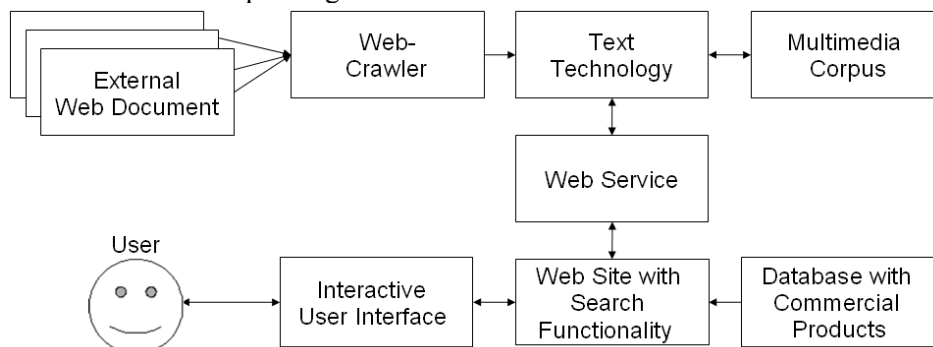 External
Web Document
Web-
Crawler
Text
Technology
Multimedia
Corpus
Web Service
User
Interactive
User Interface
Web Site with
Search
Functionality
Database with
Commercial
Products